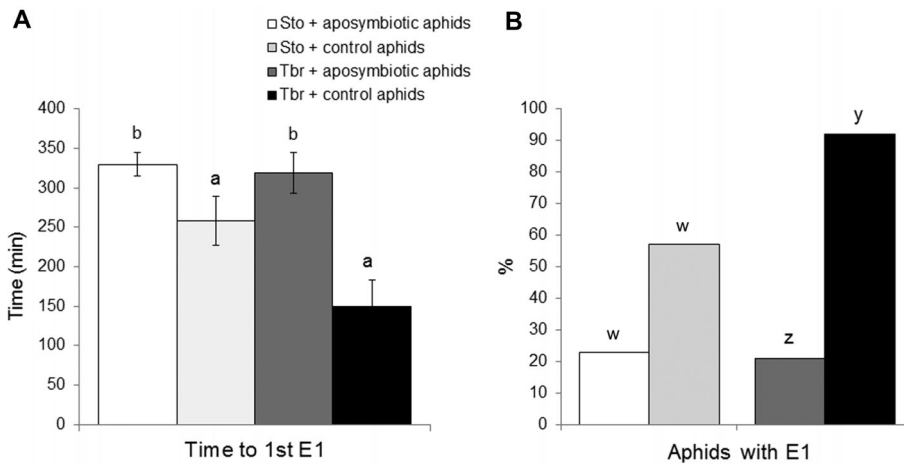 A
B
Sto + aposymbiotic aphids
Sto + control aphids
Tbr + aposymbiotic aphids
Tbr + control aphids
Time (min)
400
350
300
250
200
150
100
50
0
b
a
b
a
Time to 1st E1
%
100
90
80
70
60
50
40
30
20
10
0
w
w
z
y
Aphids with E1